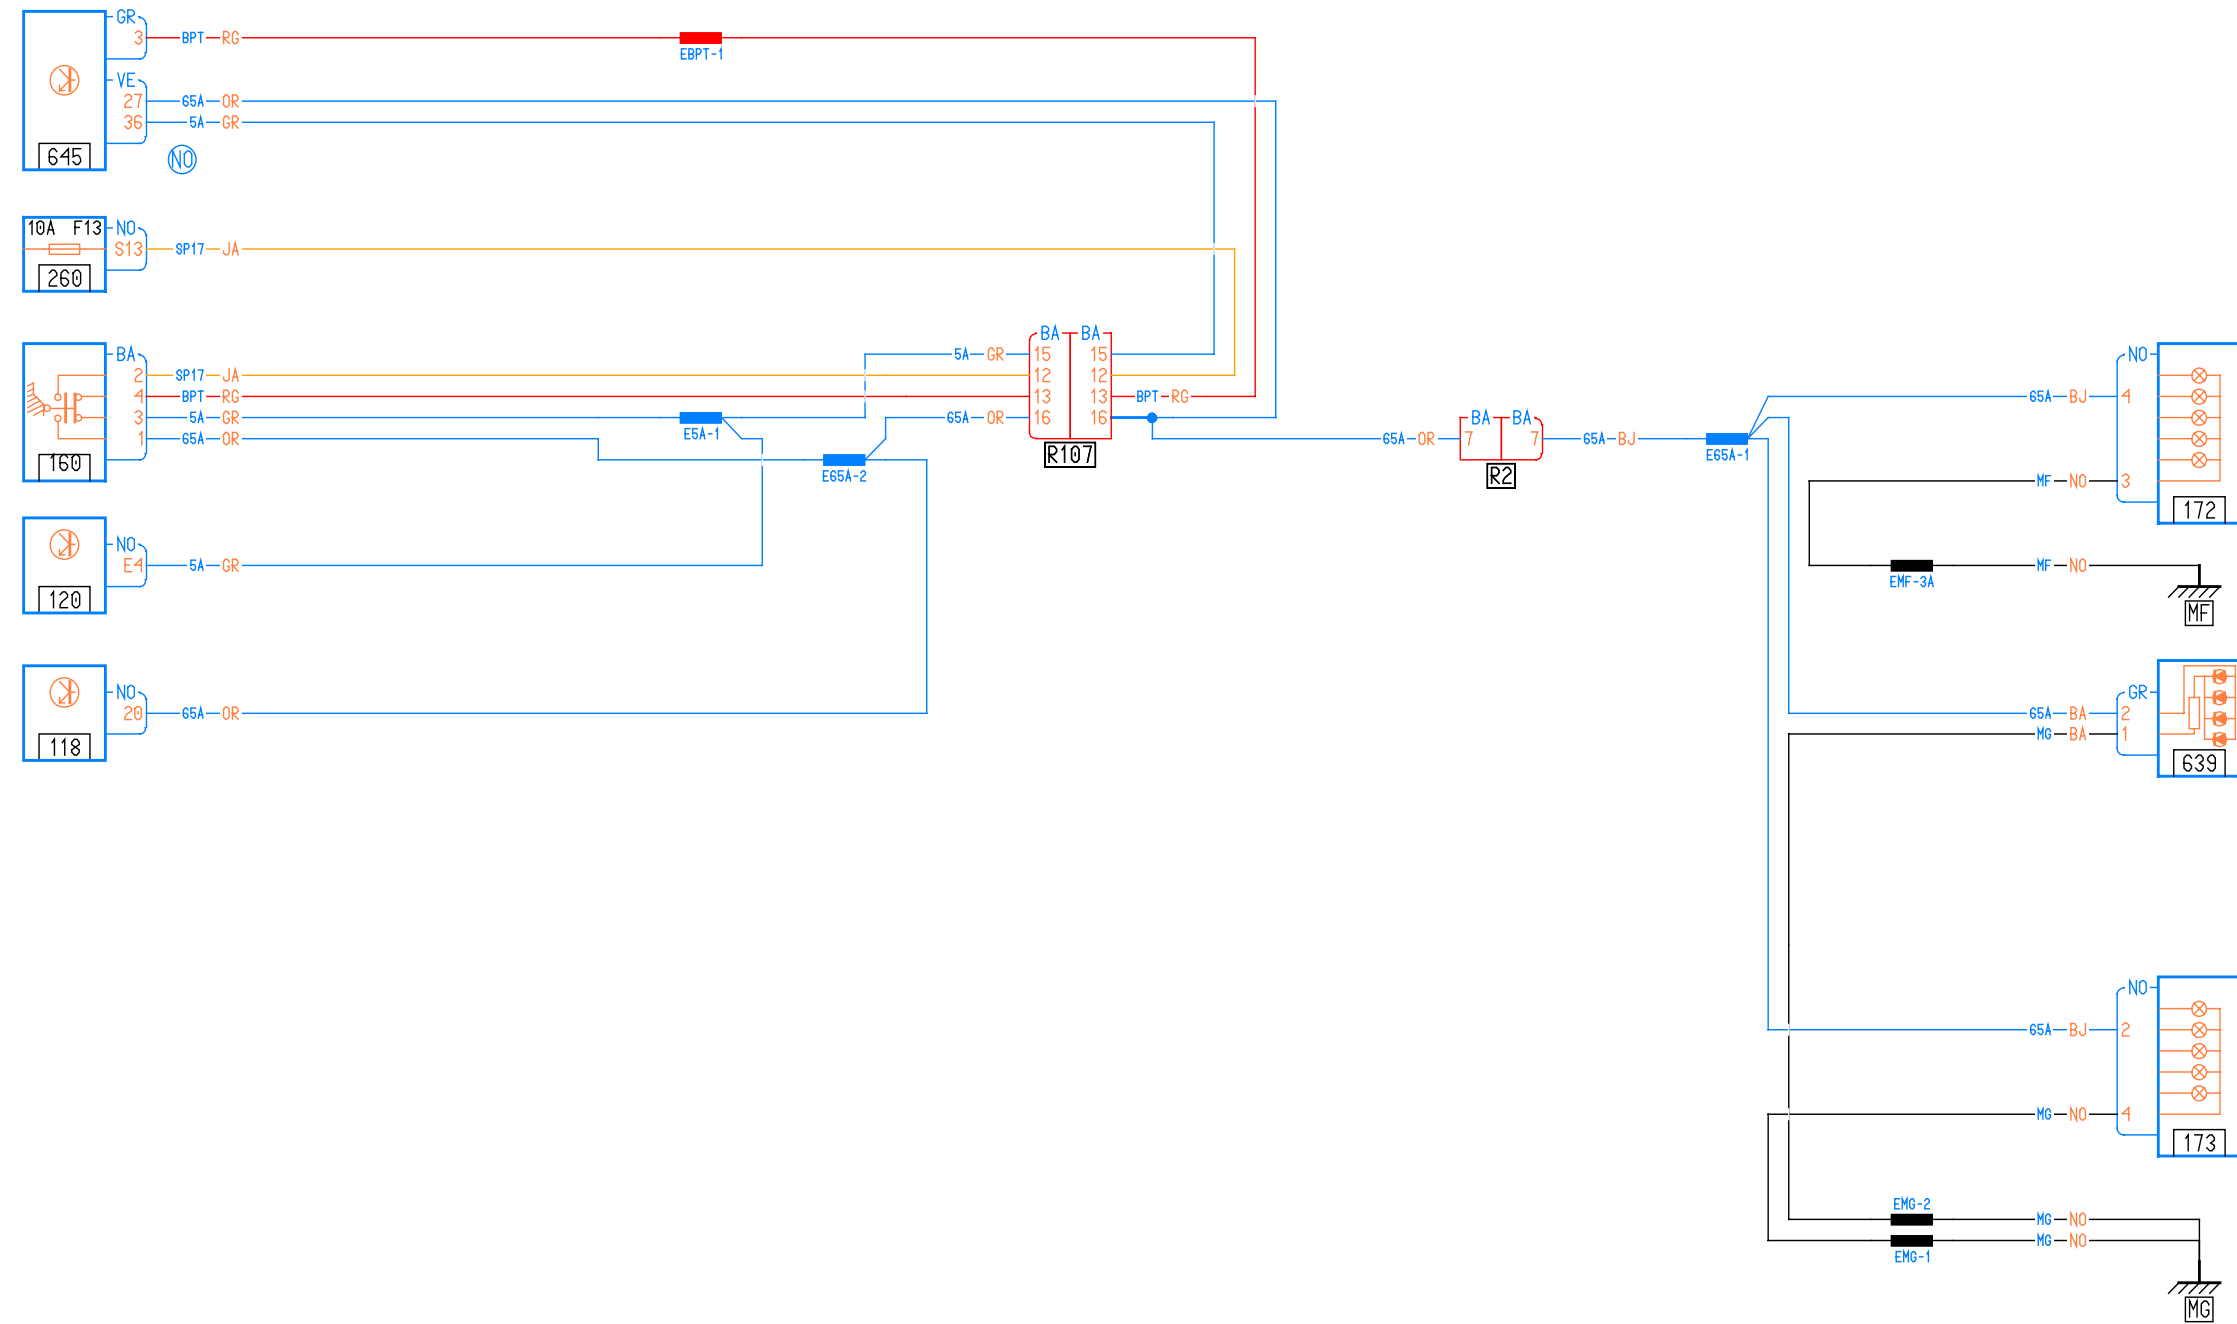 GR
3 BPT RG
EBPT-1
VE
27 65A OR
36 5A GR
645
NO
10A F13 NO
S13 SP17 JA
260
BA
2 SP17 JA
4 BPT RG
3 5A GR
1 65A OR
160
E5A-1
E65A-2
BA BA
5A GR 15 15
12 12
13 13 BPT RG
65A OR 16 16
R107
NO
E4 5A GR
120
NO
20 65A OR
118
BA BA
65A OR 7 7 65A BJ
R2
E65A-1
NO
65A BJ 4
MF NO 3
172
MF NO
EMF-3A
MF
GR
65A BA 2
MG BA 1
639
NO
65A BJ 2
MG NO 4
173
EMG-2
MG NO
MG NO
EMG-1
MG